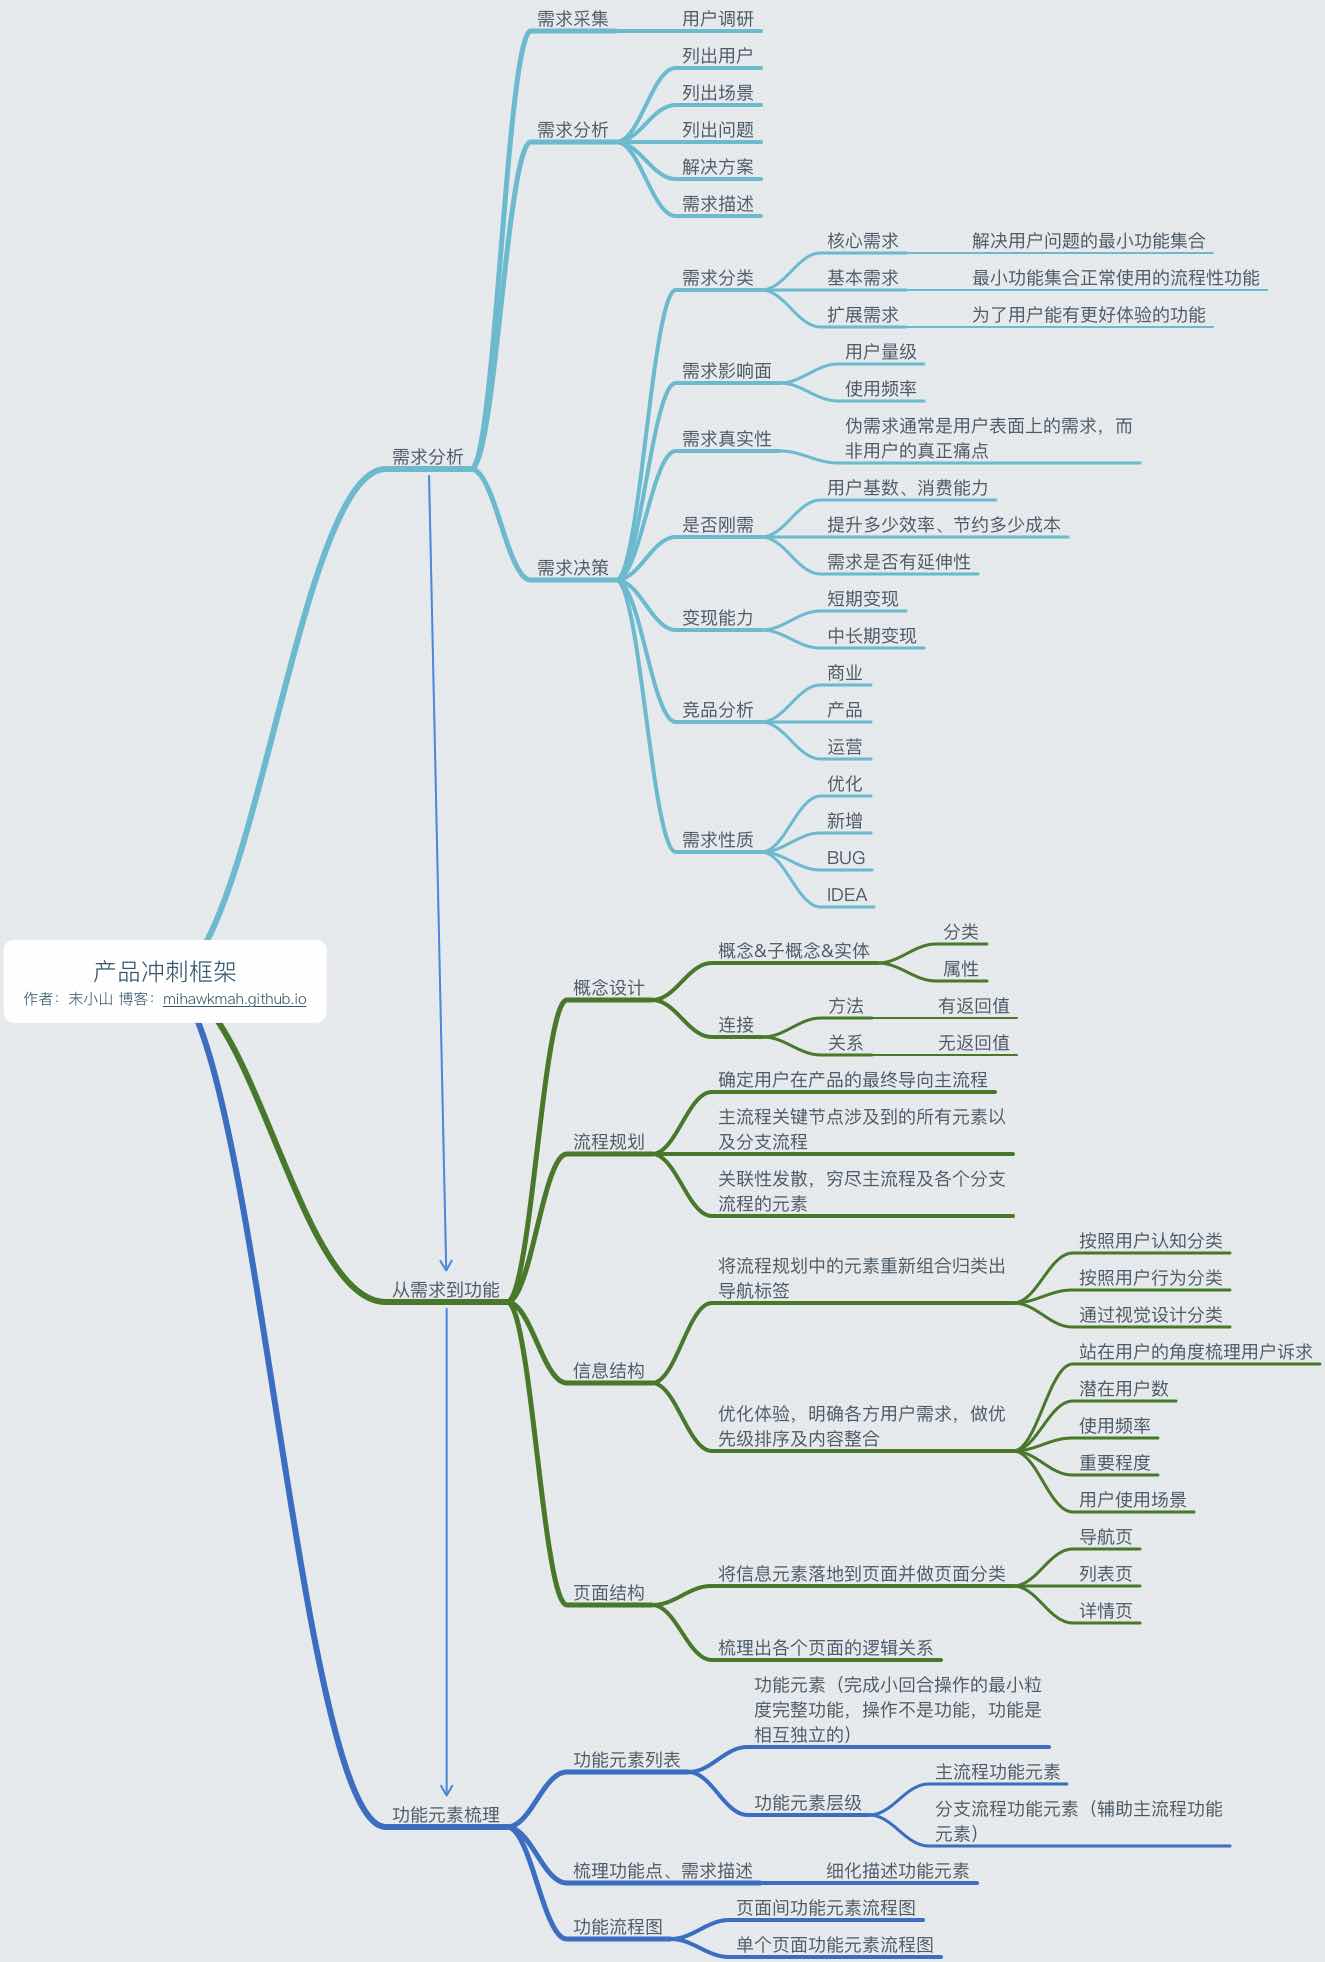 需求采集
用户调研
需求分析
列出用户
列出场景
列出问题
解决方案
需求描述
需求分析
需求决策
需求分类
核心需求
解决用户问题的最小功能集合
基本需求
最小功能集合正常使用的流程性功能
扩展需求
为了用户能有更好体验的功能
需求影响面
用户量级
使用频率
需求真实性
伪需求通常是用户表面上的需求，而
非用户的真正痛点
是否刚需
用户基数、消费能力
提升多少效率、节约多少成本
需求是否有延伸性
变现能力
短期变现
中长期变现
竞品分析
商业
产品
运营
需求性质
优化
新增
BUG
IDEA
产品冲刺框架
作者：末小山 博客：mihawkmah.github.io
从需求到功能
概念设计
概念&子概念&实体
分类
属性
连接
方法
有返回值
关系
无返回值
流程规划
确定用户在产品的最终导向主流程
主流程关键节点涉及到的所有元素以
及分支流程
关联性发散，穷尽主流程及各个分支
流程的元素
信息结构
将流程规划中的元素重新组合归类出
导航标签
按照用户认知分类
按照用户行为分类
通过视觉设计分类
优化体验，明确各方用户需求，做优
先级排序及内容整合
站在用户的角度梳理用户诉求
潜在用户数
使用频率
重要程度
用户使用场景
页面结构
将信息元素落地到页面并做页面分类
导航页
列表页
详情页
梳理出各个页面的逻辑关系
功能元素梳理
功能元素列表
功能元素（完成小回合操作的最小粒
度完整功能，操作不是功能，功能是
相互独立的）
功能元素层级
主流程功能元素
分支流程功能元素（辅助主流程功能
元素）
梳理功能点、需求描述
细化描述功能元素
功能流程图
页面间功能元素流程图
单个页面功能元素流程图